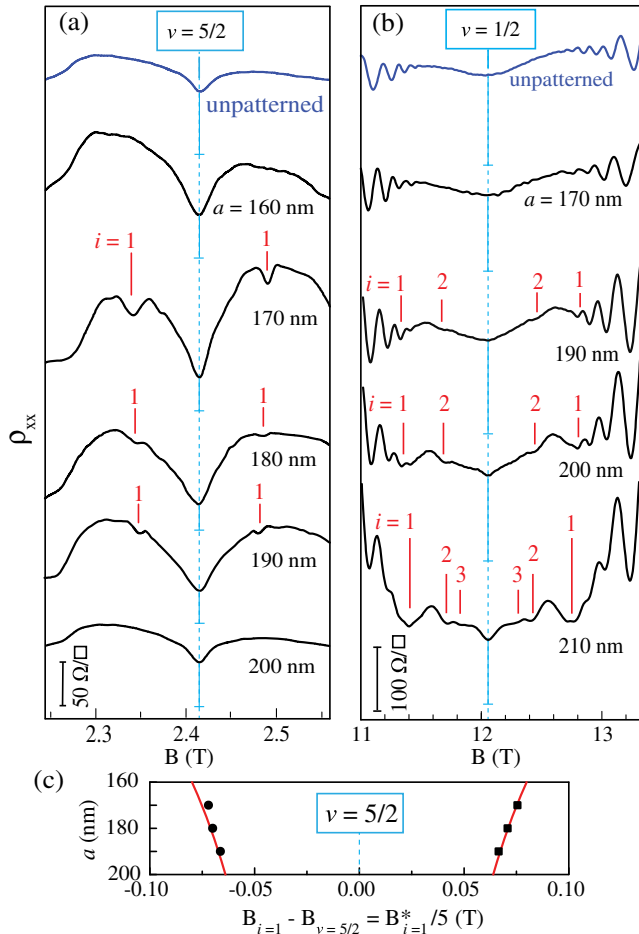 (a)
ν = 5/2
unpatterned
a = 160 nm
i = 1
1
170 nm
1
1
180 nm
1
1
190 nm
200 nm
50 Ω/□
ρxx
2.3
2.4
2.5
B (T)
(b)
ν = 1/2
unpatterned
a = 170 nm
i = 1
2
2
1
190 nm
i = 1
2
2
1
200 nm
i = 1
2
3
3
2
1
210 nm
100 Ω/□
11
12
13
B (T)
(c)
160
180
200
a (nm)
ν = 5/2
-0.10
-0.05
0.00
0.05
0.10
B_{i=1} - B_{ν=5/2} = B*_{i=1}/5 (T)